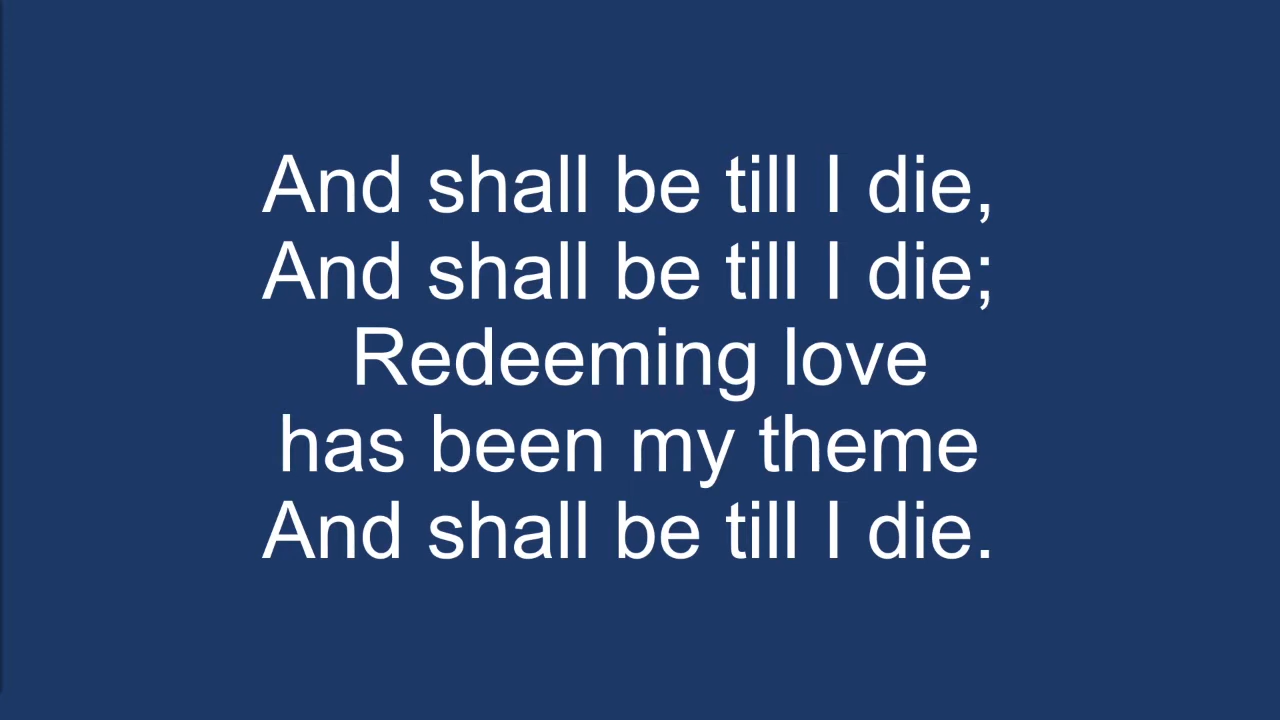 And shall be till I die,
And shall be till I die;
Redeeming love
has been my theme
And shall be till I die.